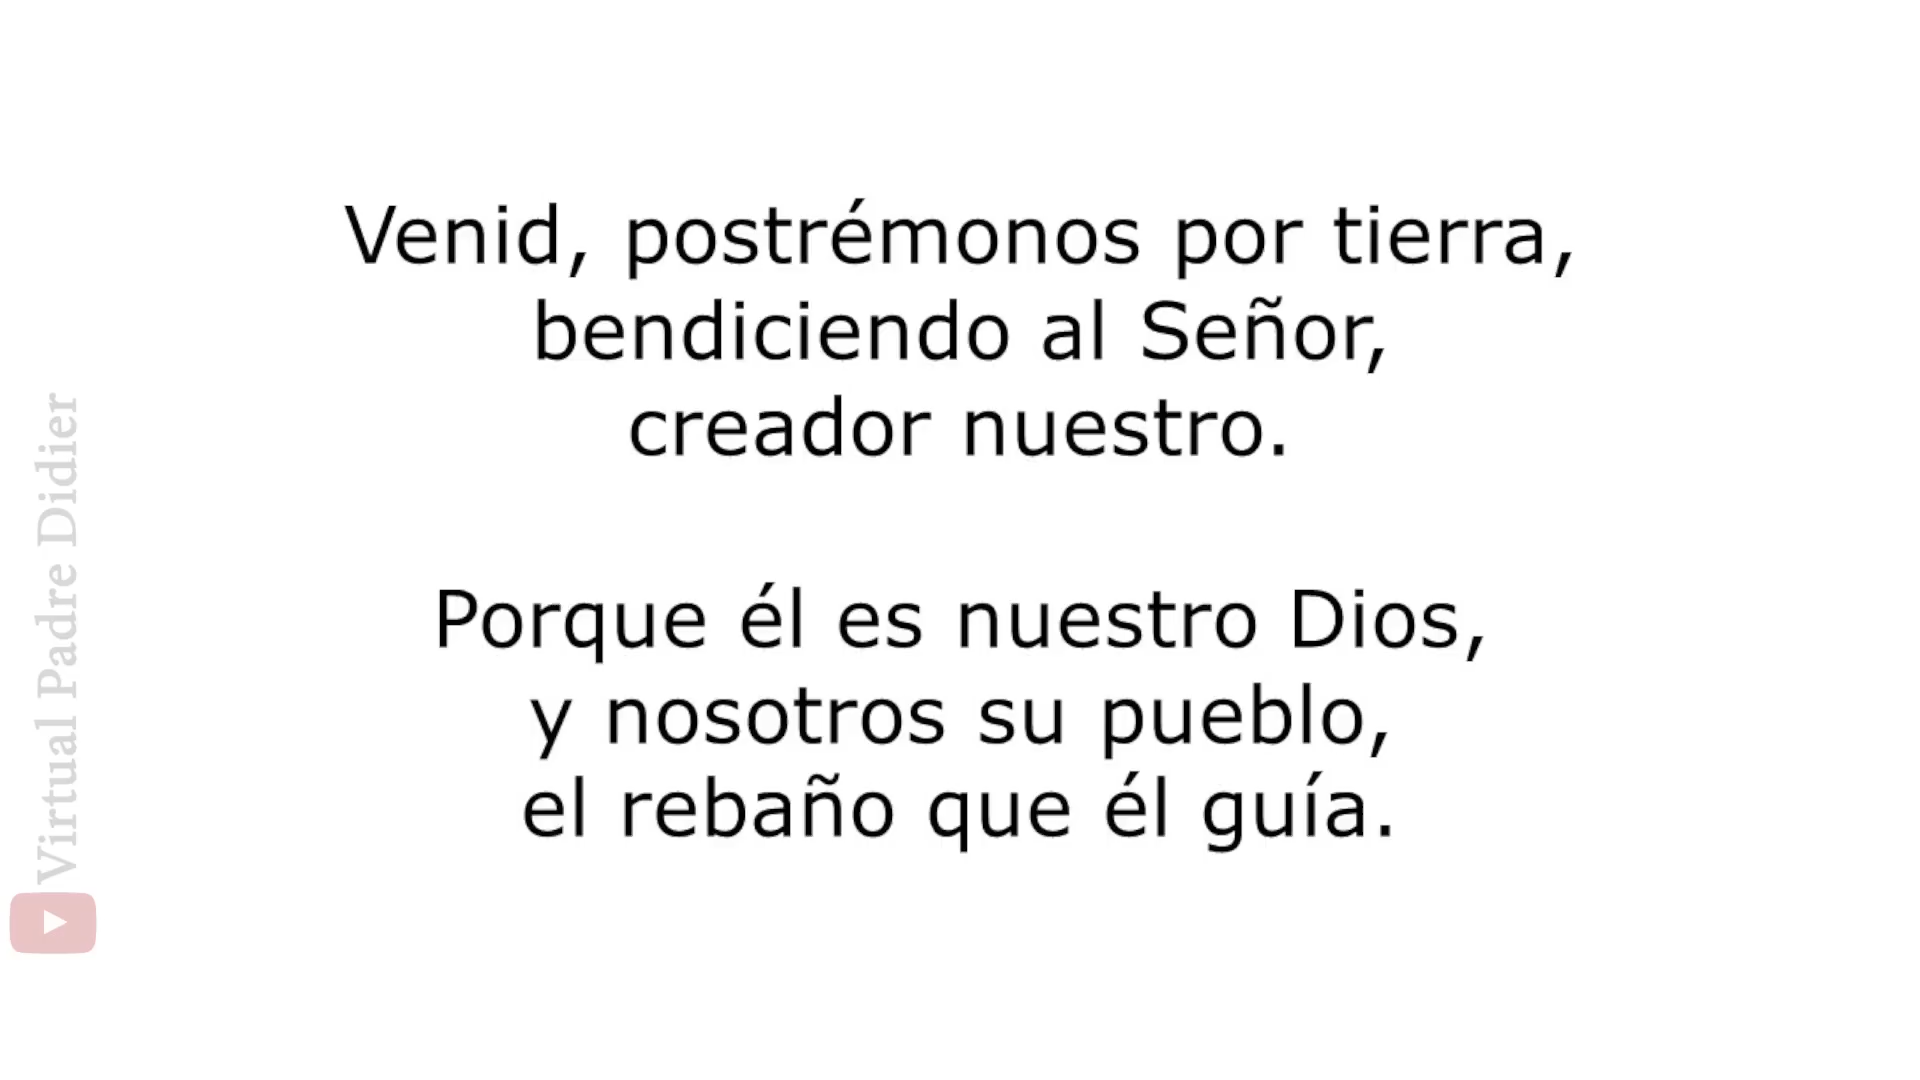 Venid, postrémonos por tierra,
bendiciendo al Señor,
creador nuestro.
Porque él es nuestro Dios,
y nosotros su pueblo,
el rebaño que él guía.
Virtual Padre Didier